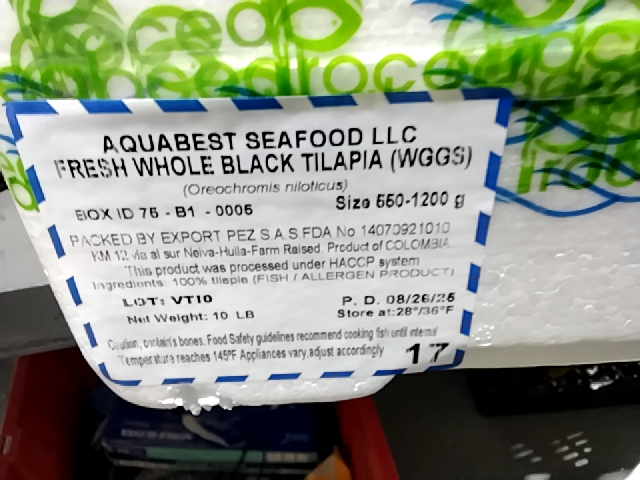 AQUABEST SEAFOOD LLC
FRESH WHOLE BLACK TILAPIA (WGGS)
(Oreochromis niloticus)
BOX ID 75 - B1 - 0005 Size 550-1200 g
PACKED BY EXPORT PEZ S.A.S.FDA No 14070921010
KM 12 vía al sur Neiva-Huila-Farm Raised. Product of COLOMBIA
This product was processed under HACCP system
Ingredients: 100% tilapia (FISH / ALLERGEN PRODUCT)
LOT: VT10 P. D. 08/26/25
Net Weight: 10 LB Store at:28°/36°F
Caution, contains bones. Food Safety guidelines recommend cooking fish until internal
Temperature reaches 145ºF Appliances vary, adjust accordingly
17